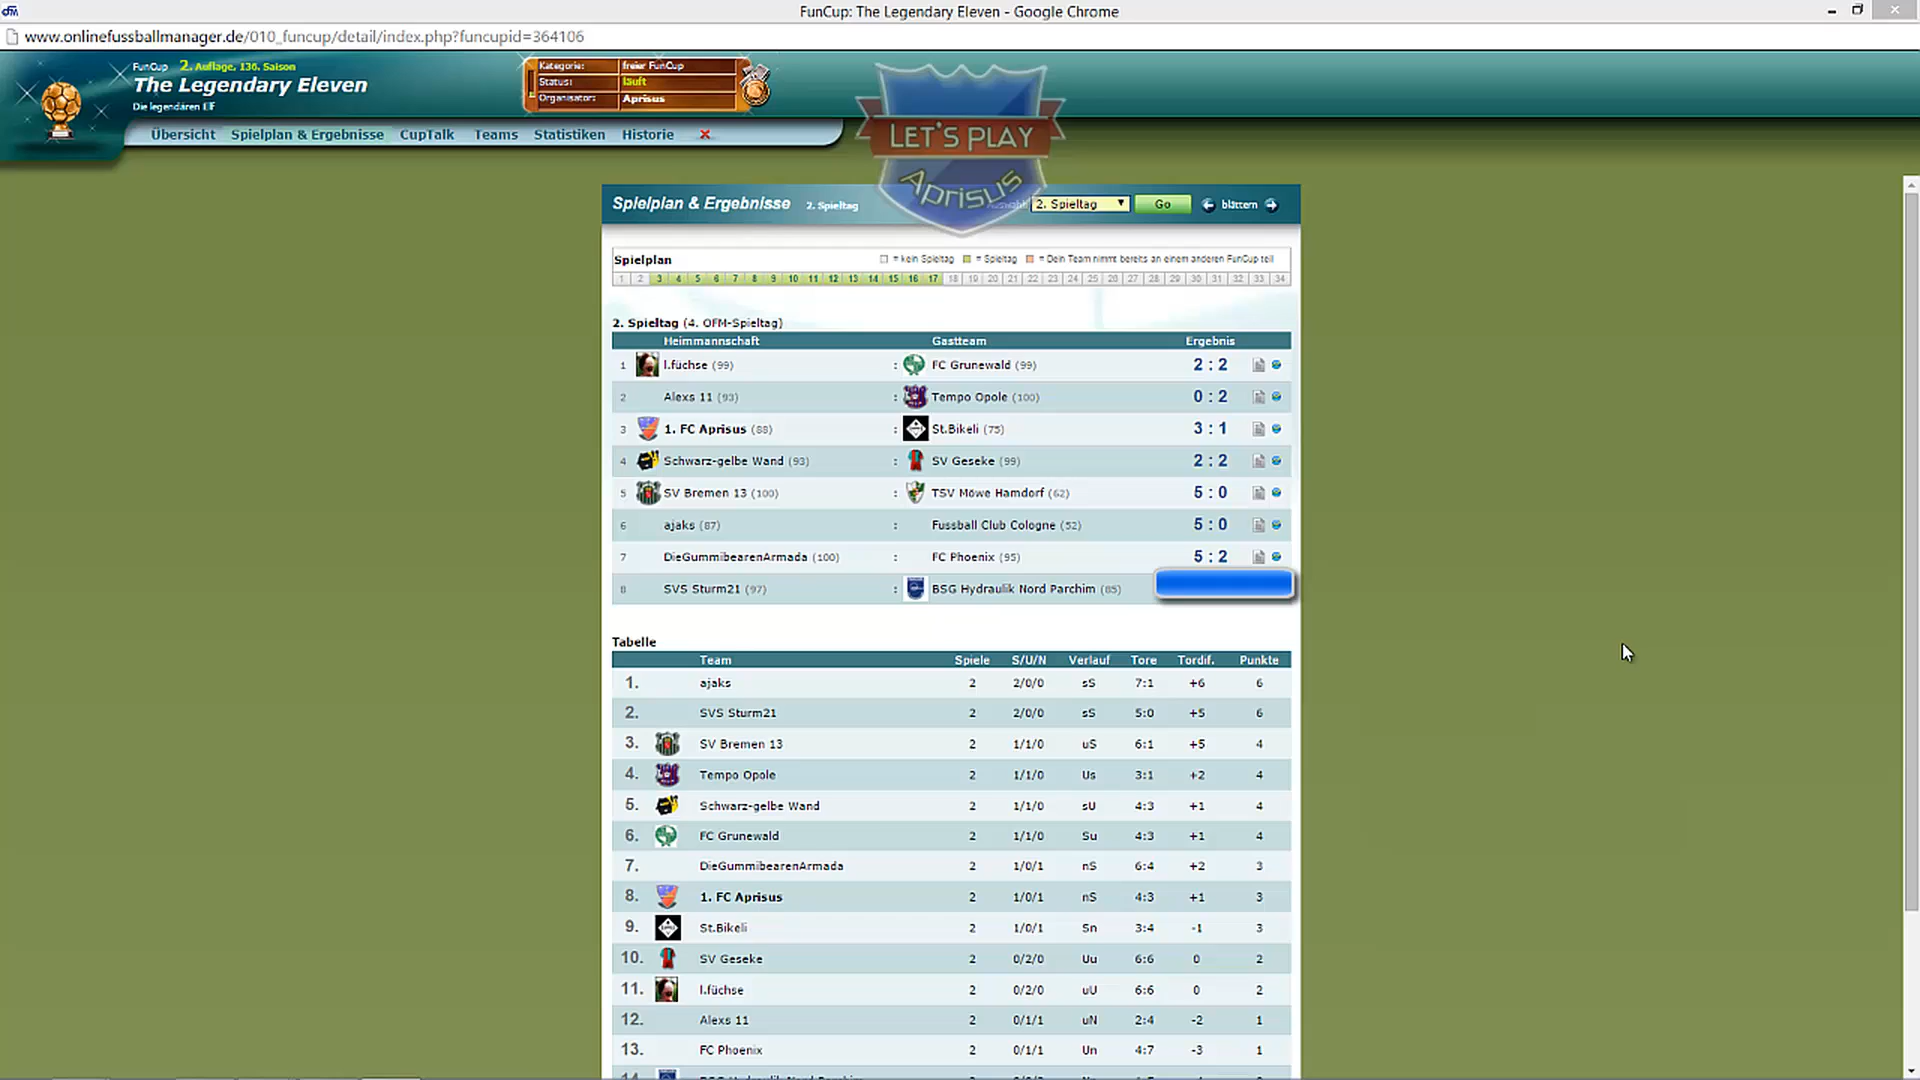 FunCup: The Legendary Eleven - Google Chrome
www.onlinefussballmanager.de/010_funcup/detail/index.php?funcupid=364106
FunCup 2. Auflage, 136. Saison
The Legendary Eleven
Die legendären Elf
Kategorie: freier FunCup
Status: läuft
Organisator: Aprisus
LET'S PLAY
Aprisus
Übersicht Spielplan & Ergebnisse CupTalk Teams Statistiken Historie
Spielplan & Ergebnisse 2. Spieltag 2. Spieltag Go blättern
Spielplan = kein Spieltag = Spieltag = Dein Team nimmt bereits an einem anderen FunCup teil
1 2 3 4 5 6 7 8 9 10 11 12 13 14 15 16 17 18 19 20 21 22 23 24 25 26 27 28 29 30 31 32 33 34
2. Spieltag (4. OFM-Spieltag)
Heimmannschaft Gastteam Ergebnis
1 l.füchse (99) : FC Grunewald (99) 2 : 2
2 Alexs 11 (93) : Tempo Opole (100) 0 : 2
3 1. FC Aprisus (88) : St.Bikeli (75) 3 : 1
4 Schwarz-gelbe Wand (93) : SV Geseke (99) 2 : 2
5 SV Bremen 13 (100) : TSV Möwe Hamdorf (62) 5 : 0
6 ajaks (87) : Fussball Club Cologne (52) 5 : 0
7 DieGummibearenArmada (100) : FC Phoenix (95) 5 : 2
8 SVS Sturm21 (97) : BSG Hydraulik Nord Parchim (85)
Tabelle
Team Spiele S/U/N Verlauf Tore Tordif. Punkte
1. ajaks 2 2/0/0 sS 7:1 +6 6
2. SVS Sturm21 2 2/0/0 sS 5:0 +5 6
3. SV Bremen 13 2 1/1/0 uS 6:1 +5 4
4. Tempo Opole 2 1/1/0 Us 3:1 +2 4
5. Schwarz-gelbe Wand 2 1/1/0 sU 4:3 +1 4
6. FC Grunewald 2 1/1/0 Su 4:3 +1 4
7. DieGummibearenArmada 2 1/0/1 nS 6:4 +2 3
8. 1. FC Aprisus 2 1/0/1 nS 4:3 +1 3
9. St.Bikeli 2 1/0/1 Sn 3:4 -1 3
10. SV Geseke 2 0/2/0 Uu 6:6 0 2
11. l.füchse 2 0/2/0 uU 6:6 0 2
12. Alexs 11 2 0/1/1 uN 2:4 -2 1
13. FC Phoenix 2 0/1/1 Un 4:7 -3 1